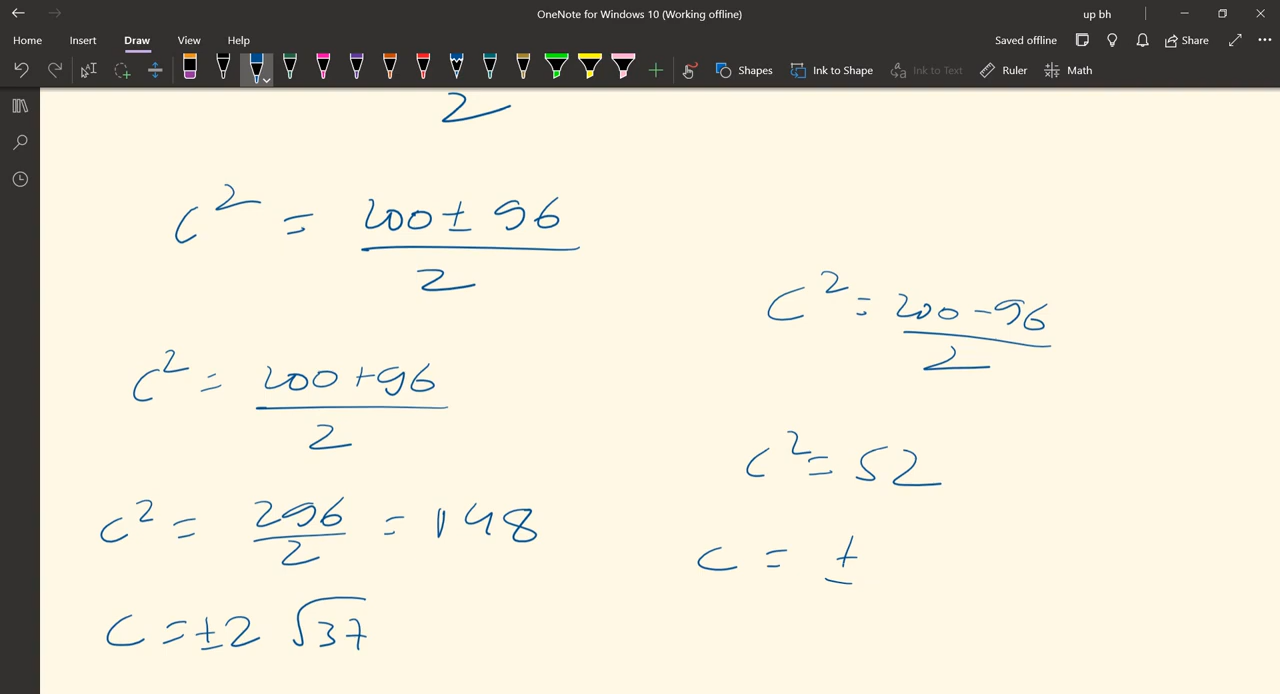 OneNote for Windows 10 (Working offline)
up bh
Home Insert Draw View Help
Saved offline
Share
Shapes Ink to Shape Ink to Text Ruler Math
2
c² = (200 ± 96)/2
c² = (200 - 96)/2
c² = (200 + 96)/2
c² = 52
c² = 296/2 = 148
c = ±
c = ±2 √37